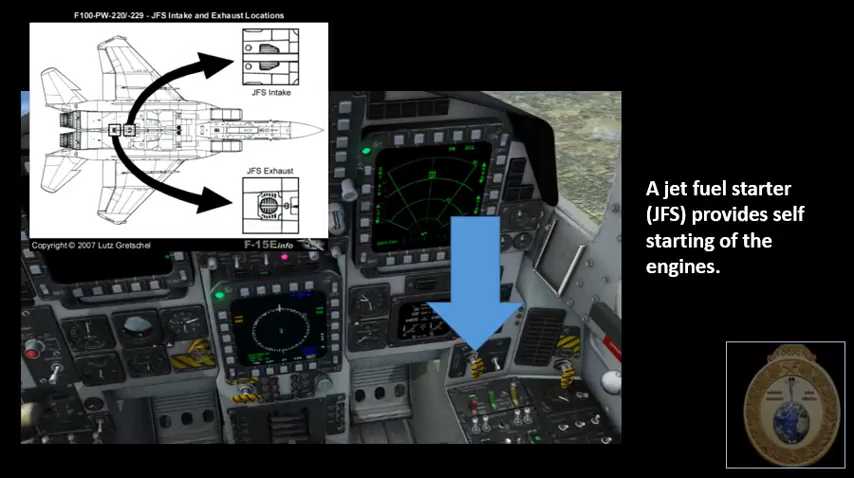 F100-PW-220/-229 - JFS Intake and Exhaust Locations
JFS Intake
JFS Exhaust
Copyright © 2007 Lutz Gretschel
F-15E.info
A jet fuel starter
(JFS) provides self
starting of the
engines.